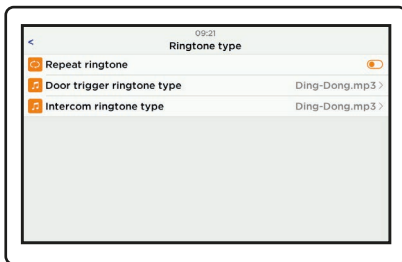 09:21
<
Ringtone type
Repeat ringtone
Door trigger ringtone type Ding-Dong.mp3 >
Intercom ringtone type Ding-Dong.mp3 >